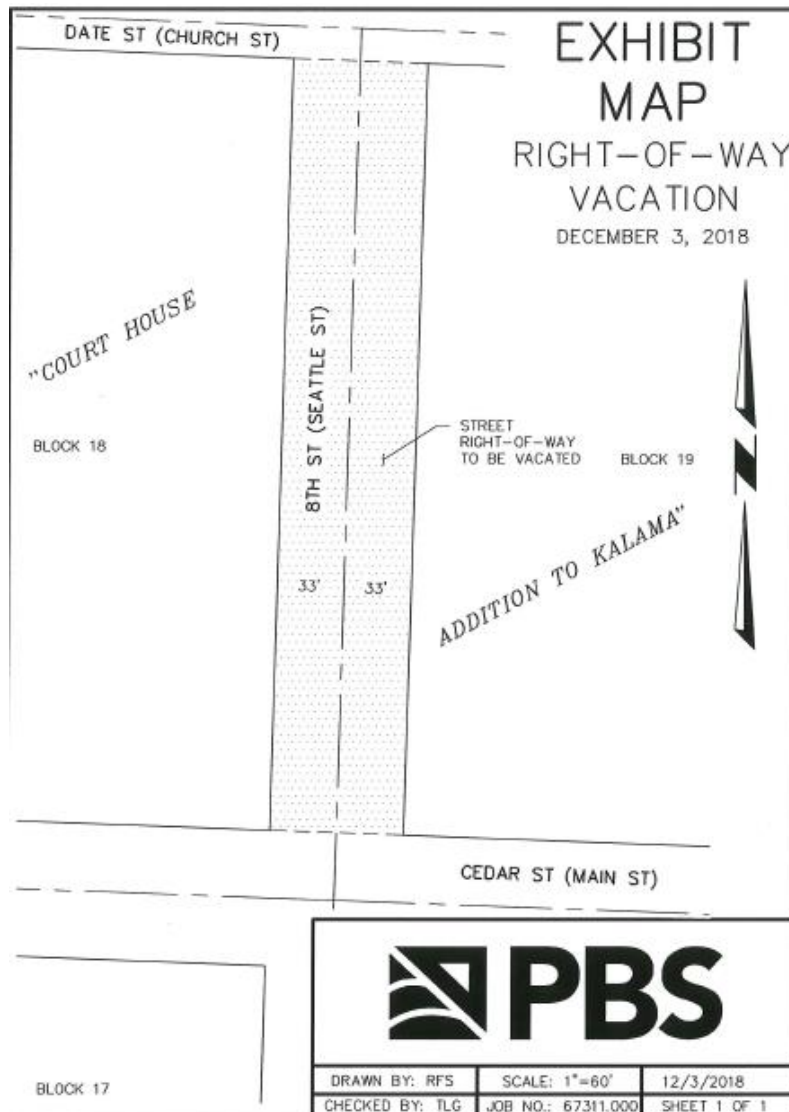 DATE ST (CHURCH ST)
EXHIBIT
MAP
RIGHT-OF-WAY
VACATION
DECEMBER 3, 2018
"COURT HOUSE
8TH ST (SEATTLE ST)
STREET
RIGHT-OF-WAY
TO BE VACATED
BLOCK 18
BLOCK 19
N
ADDITION TO KALAMA"
33'
33'
CEDAR ST (MAIN ST)
PBS
BLOCK 17
DRAWN BY: RFS
SCALE: 1"=60'
12/3/2018
CHECKED BY: TLG
JOB NO.: 67311.000
SHEET 1 OF 1